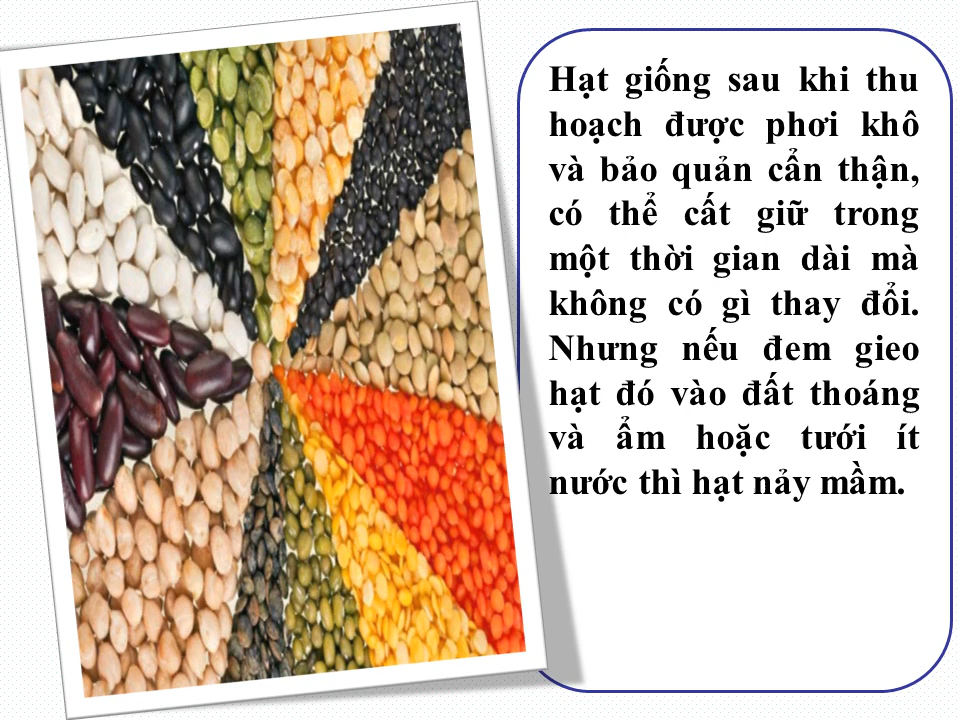 Hạt giống sau khi thu
hoạch được phơi khô
và bảo quản cẩn thận,
có thể cất giữ trong
một thời gian dài mà
không có gì thay đổi.
Nhưng nếu đem gieo
hạt đó vào đất thoáng
và ẩm hoặc tưới ít
nước thì hạt nảy mầm.